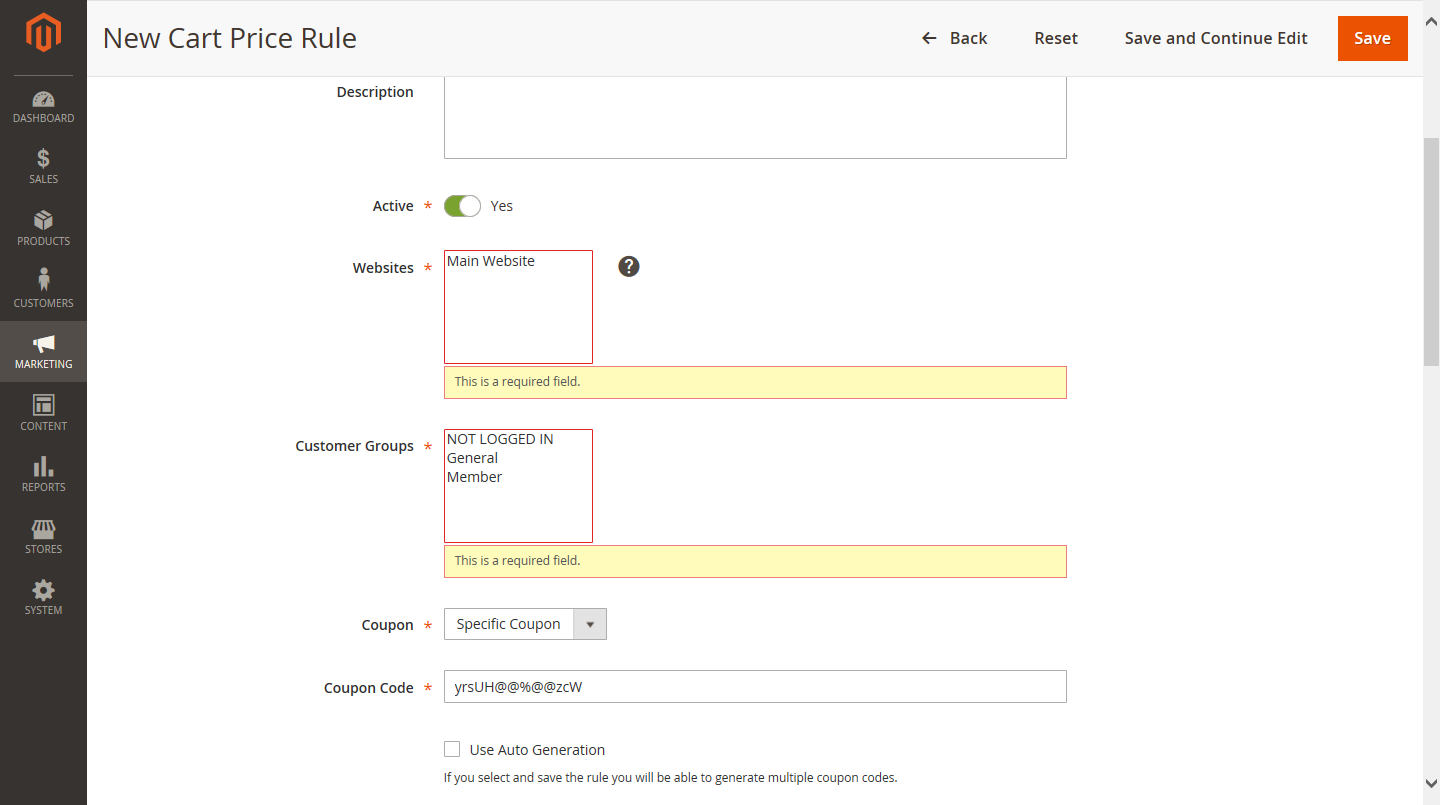 New Cart Price Rule
Back
Reset
Save and Continue Edit
Save
DASHBOARD
SALES
PRODUCTS
CUSTOMERS
MARKETING
CONTENT
REPORTS
STORES
SYSTEM
Description
Active *
Yes
Websites *
Main Website
?
This is a required field.
Customer Groups *
NOT LOGGED IN
General
Member
This is a required field.
Coupon *
Specific Coupon
Coupon Code *
yrsUH@@%@@zcW
Use Auto Generation
If you select and save the rule you will be able to generate multiple coupon codes.